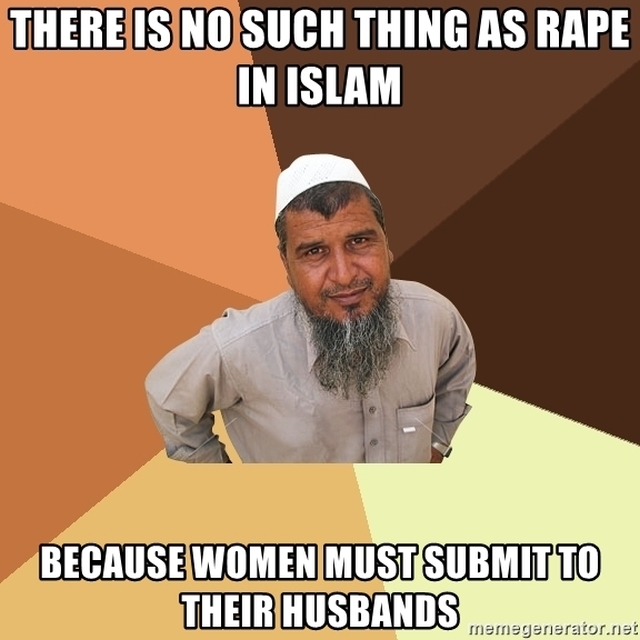 THERE IS NO SUCH THING AS RAPE
IN ISLAM
BECAUSE WOMEN MUST SUBMIT TO
THEIR HUSBANDS
memegenerator.net